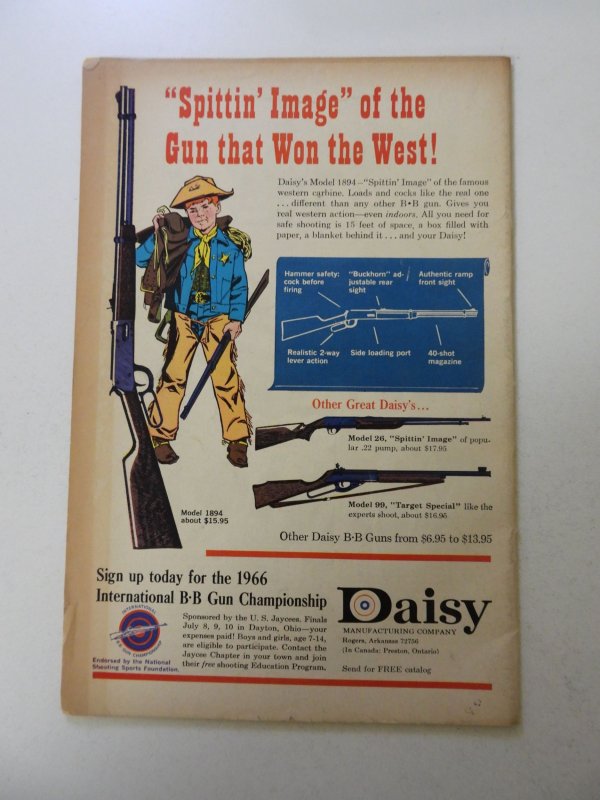 "Spittin' Image" of the
Gun that Won the West!
Daisy's Model 1894—"Spittin' Image" of the famous
western carbine. Loads and cocks like the real one
... different than any other B•B gun. Gives you
real western action—even indoors. All you need for
safe shooting is 15 feet of space, a box filled with
paper, a blanket behind it ... and your Daisy!
Hammer safety:
cock before
firing
"Buckhorn" ad-
justable rear
sight
Authentic ramp
front sight
Realistic 2-way
lever action
Side loading port
40-shot
magazine
Other Great Daisy's...
Model 26, "Spittin' Image" of popu-
lar .22 pump, about $17.95
Model 99, "Target Special" like the
experts shoot, about $16.95
Model 1894
about $15.95
Other Daisy B•B Guns from $6.95 to $13.95
Sign up today for the 1966
International B•B Gun Championship
INTERNATIONAL
B•B GUN CHAMPIONSHIP
Endorsed by the National
Shooting Sports Foundation.
Sponsored by the U. S. Jaycees. Finals
July 8, 9, 10 in Dayton, Ohio—your
expenses paid! Boys and girls, age 7-14,
are eligible to participate. Contact the
Jaycee Chapter in your town and join
their free shooting Education Program.
Daisy
MANUFACTURING COMPANY
Rogers, Arkansas 72756
(In Canada: Preston, Ontario)
Send for FREE catalog